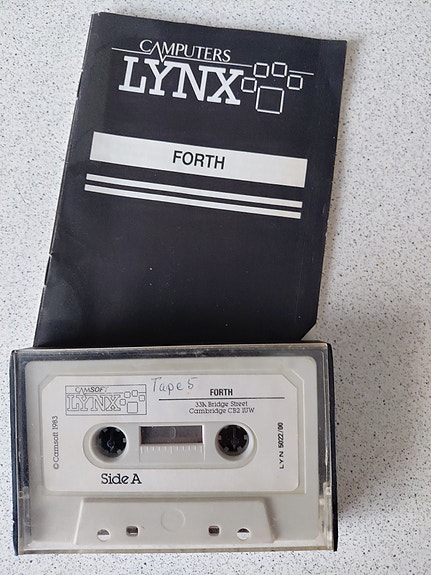 CAMPUTERS
LYNX
FORTH
CAMSOFT
LYNX
Tape 5
FORTH
33A Bridge Street
Cambridge CB2 1UW
© Camsoft 1983
LYN 5022/00
Side A